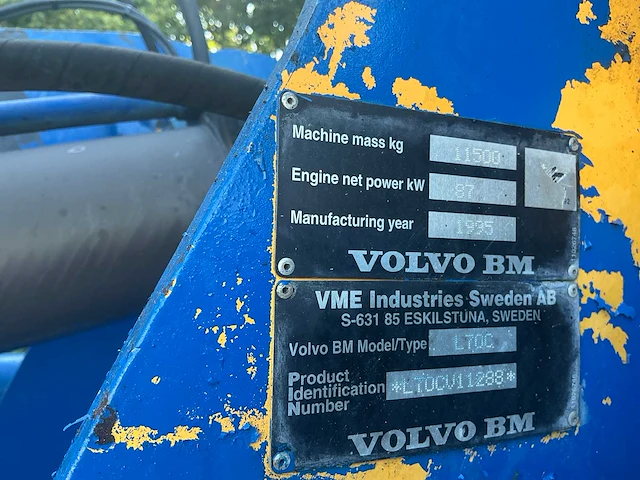 Machine mass kg 11500
Engine net power kW 87
Manufacturing year 1995
VOLVO BM
VME Industries Sweden AB
S-631 85 ESKILSTUNA, SWEDEN
Volvo BM Model/Type L70C
Product
Identification *L70CV11288*
Number
VOLVO BM